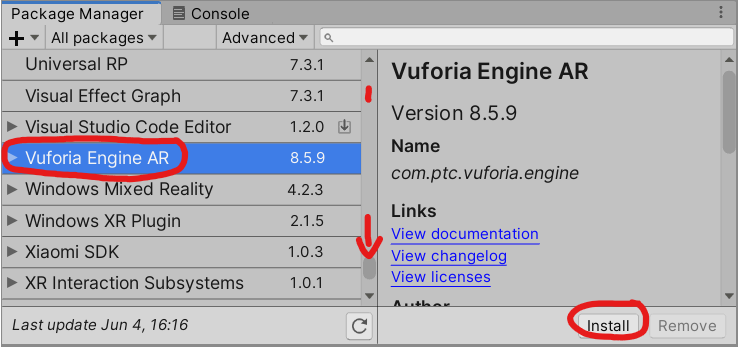 Package Manager Console
All packages Advanced
Universal RP 7.3.1
Visual Effect Graph 7.3.1
Visual Studio Code Editor 1.2.0
Vuforia Engine AR 8.5.9
Windows Mixed Reality 4.2.3
Windows XR Plugin 2.1.5
Xiaomi SDK 1.0.3
XR Interaction Subsystems 1.0.1
Last update Jun 4, 16:16
Vuforia Engine AR
Version 8.5.9
Name
com.ptc.vuforia.engine
Links
View documentation
View changelog
View licenses
Author
Install Remove